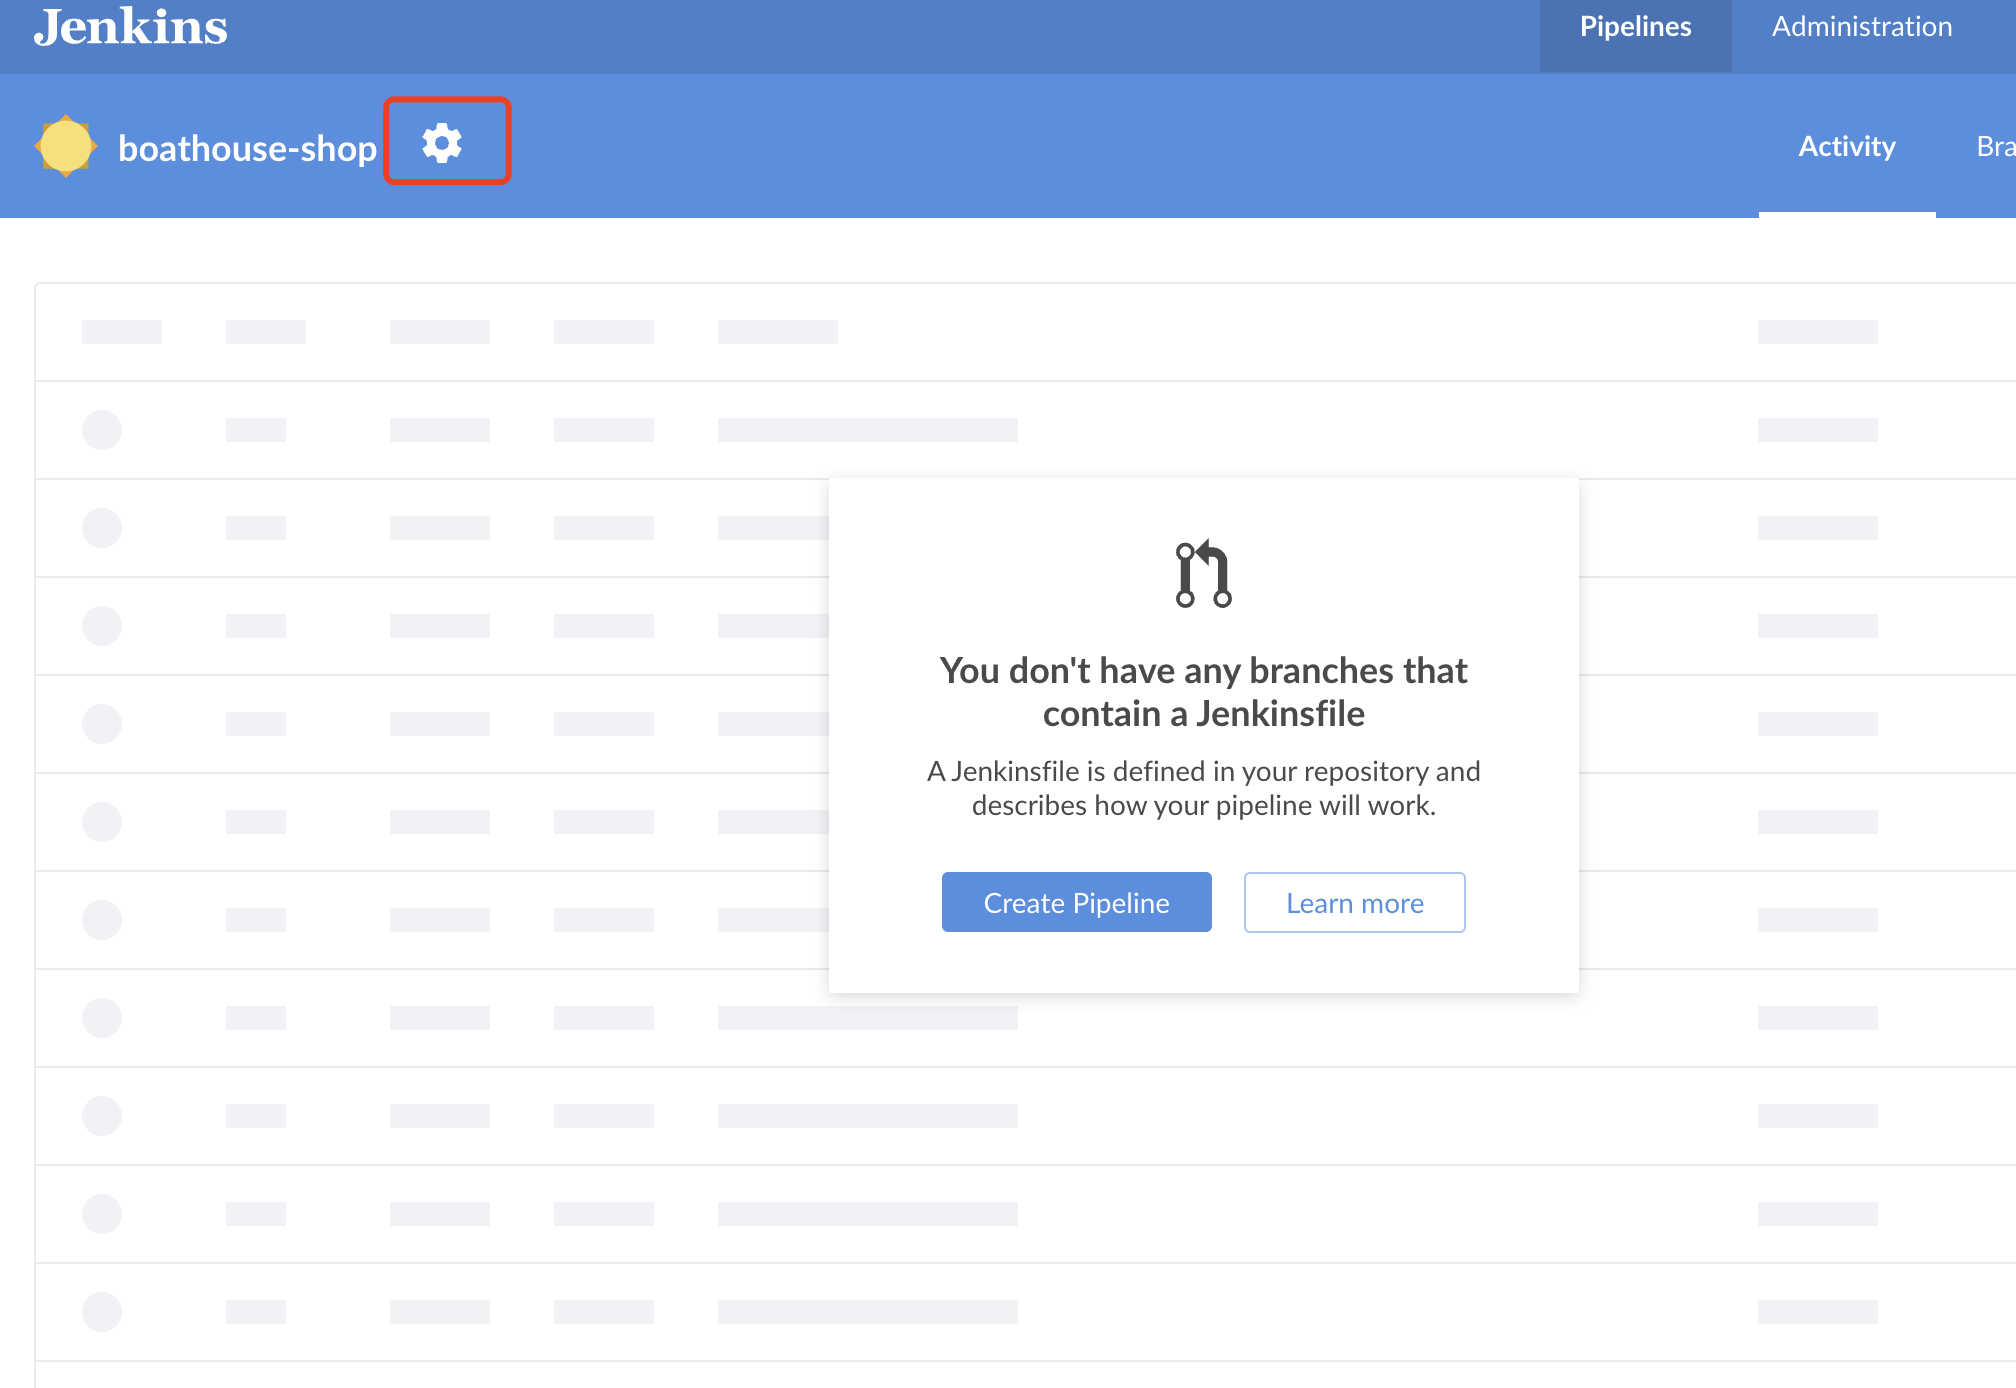 Jenkins
Pipelines
Administration
boathouse-shop
Activity
Bra
You don't have any branches that
contain a Jenkinsfile
A Jenkinsfile is defined in your repository and
describes how your pipeline will work.
Create Pipeline
Learn more